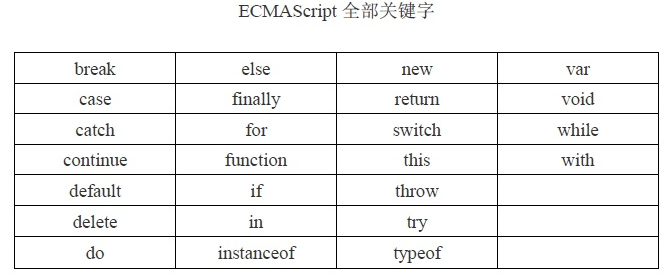 ECMAScript 全部关键字
break else new var
case finally return void
catch for switch while
continue function this with
default if throw
delete in try
do instanceof typeof